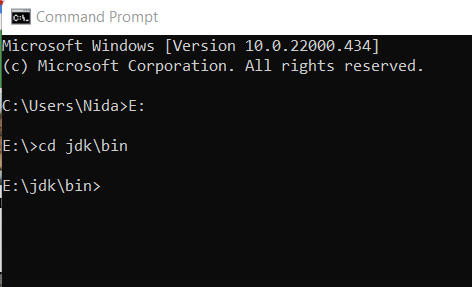 Command Prompt
Microsoft Windows [Version 10.0.22000.434]
(c) Microsoft Corporation. All rights reserved.
C:\Users\Nida>E:
E:\>cd jdk\bin
E:\jdk\bin>